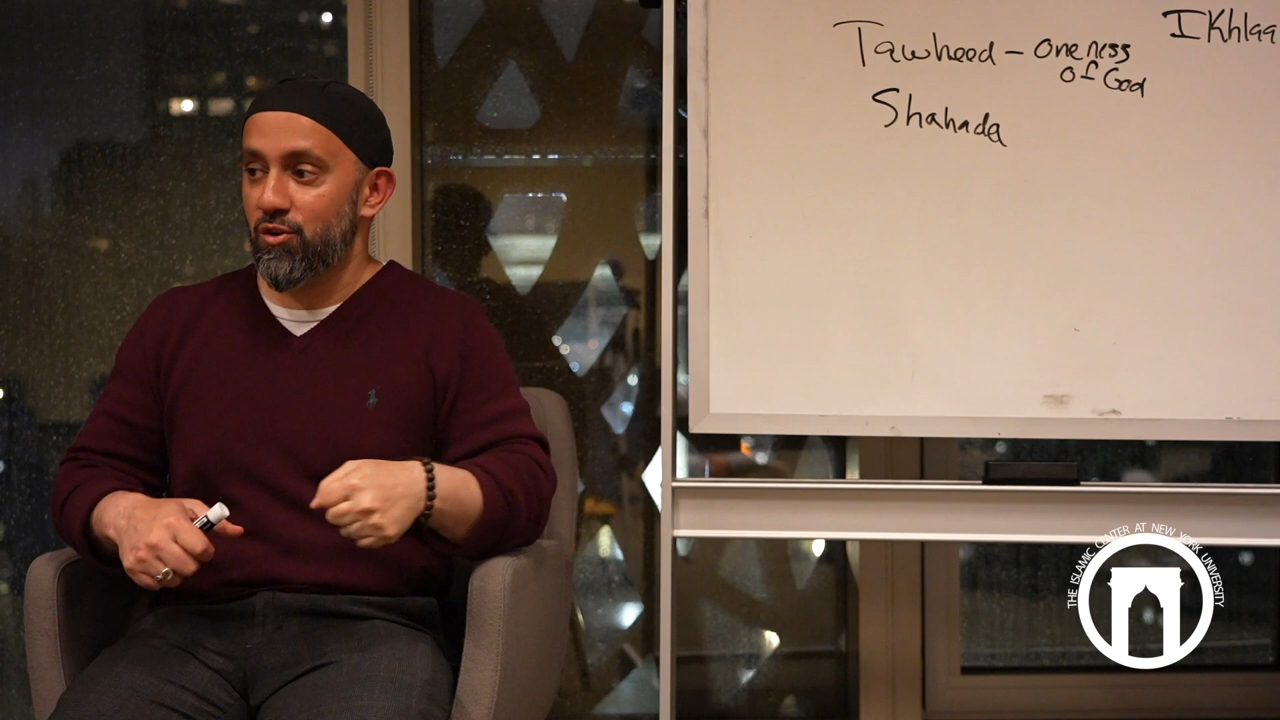 Tawheed - oneness
of God
Shahada
Ikhlaa
THE ISLAMIC CENTER AT NEW YORK UNIVERSITY